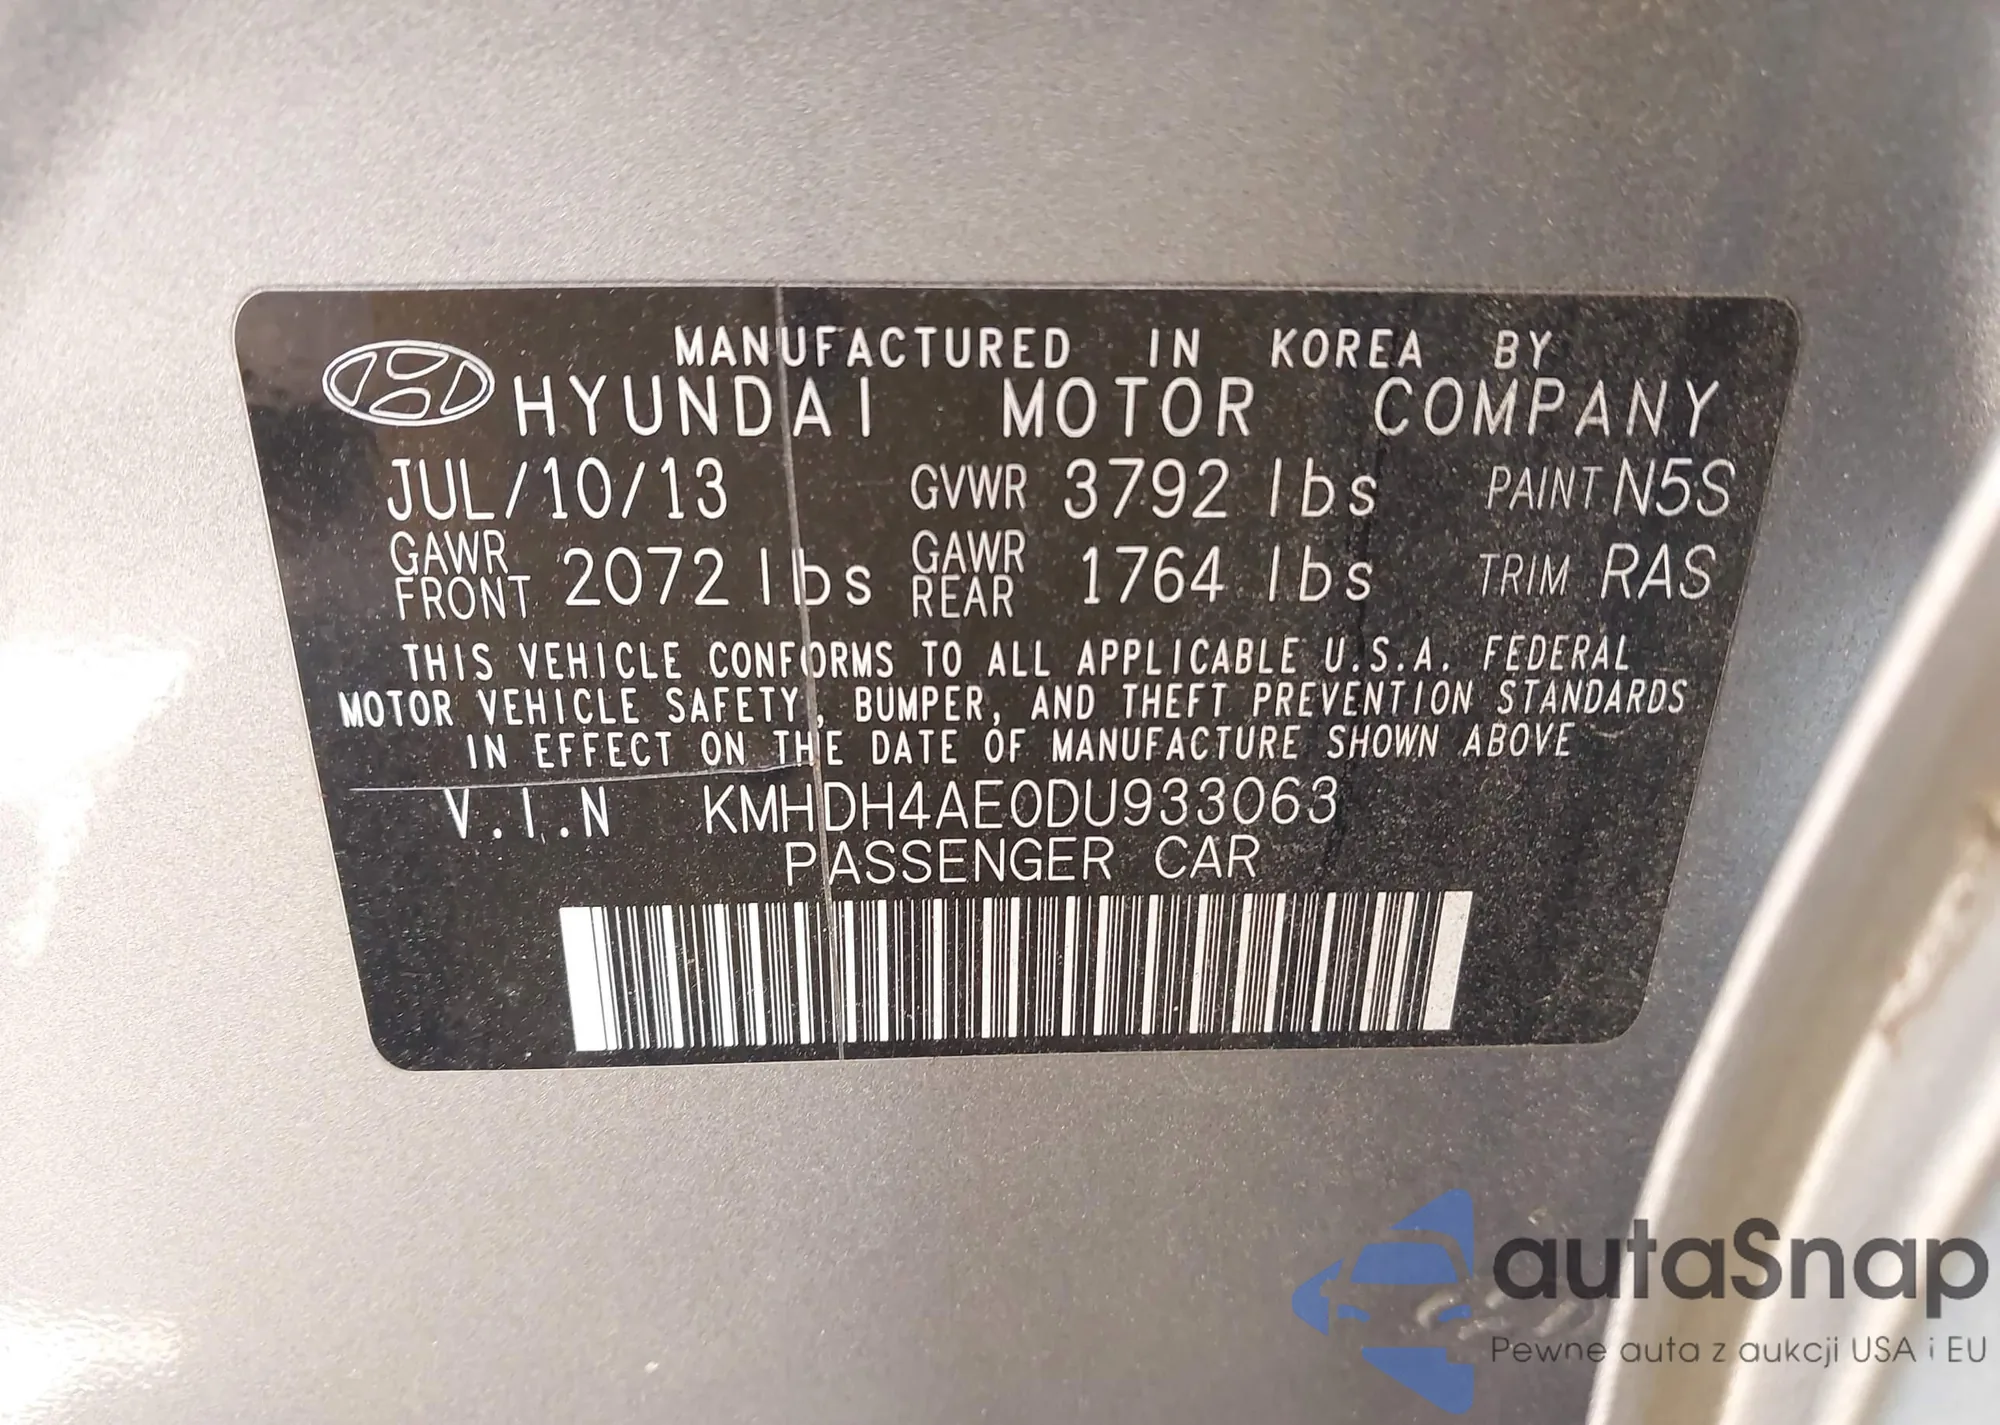 MANUFACTURED IN KOREA BY
HYUNDAI MOTOR COMPANY
JUL/10/13 GVWR 3792 lbs PAINT N5S
GAWR FRONT 2072 lbs GAWR REAR 1764 lbs TRIM RAS
THIS VEHICLE CONFORMS TO ALL APPLICABLE U.S.A. FEDERAL
MOTOR VEHICLE SAFETY, BUMPER, AND THEFT PREVENTION STANDARDS
IN EFFECT ON THE DATE OF MANUFACTURE SHOWN ABOVE
V.I.N KMHDH4AE0DU933063
PASSENGER CAR
autaSnap
Pewne auta z aukcji USA i EU